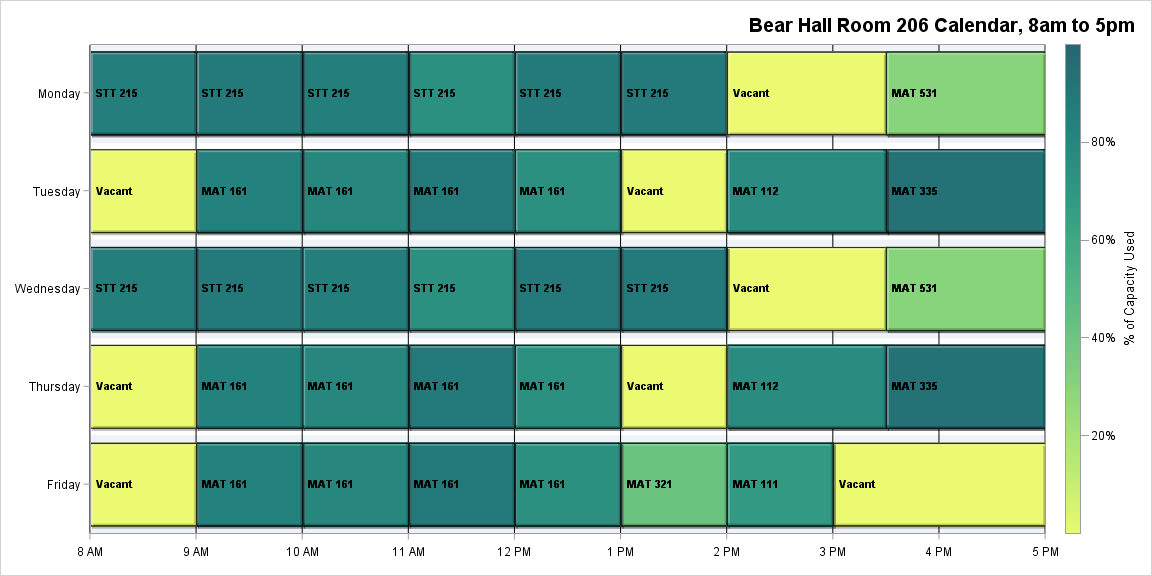 Bear Hall Room 206 Calendar, 8am to 5pm
Monday STT 215 STT 215 STT 215 STT 215 STT 215 STT 215 Vacant MAT 531
Tuesday Vacant MAT 161 MAT 161 MAT 161 MAT 161 Vacant MAT 112 MAT 335
Wednesday STT 215 STT 215 STT 215 STT 215 STT 215 STT 215 Vacant MAT 531
Thursday Vacant MAT 161 MAT 161 MAT 161 MAT 161 Vacant MAT 112 MAT 335
Friday Vacant MAT 161 MAT 161 MAT 161 MAT 161 MAT 321 MAT 111 Vacant
8 AM 9 AM 10 AM 11 AM 12 PM 1 PM 2 PM 3 PM 4 PM 5 PM
80%
60%
40%
20%
% of Capacity Used